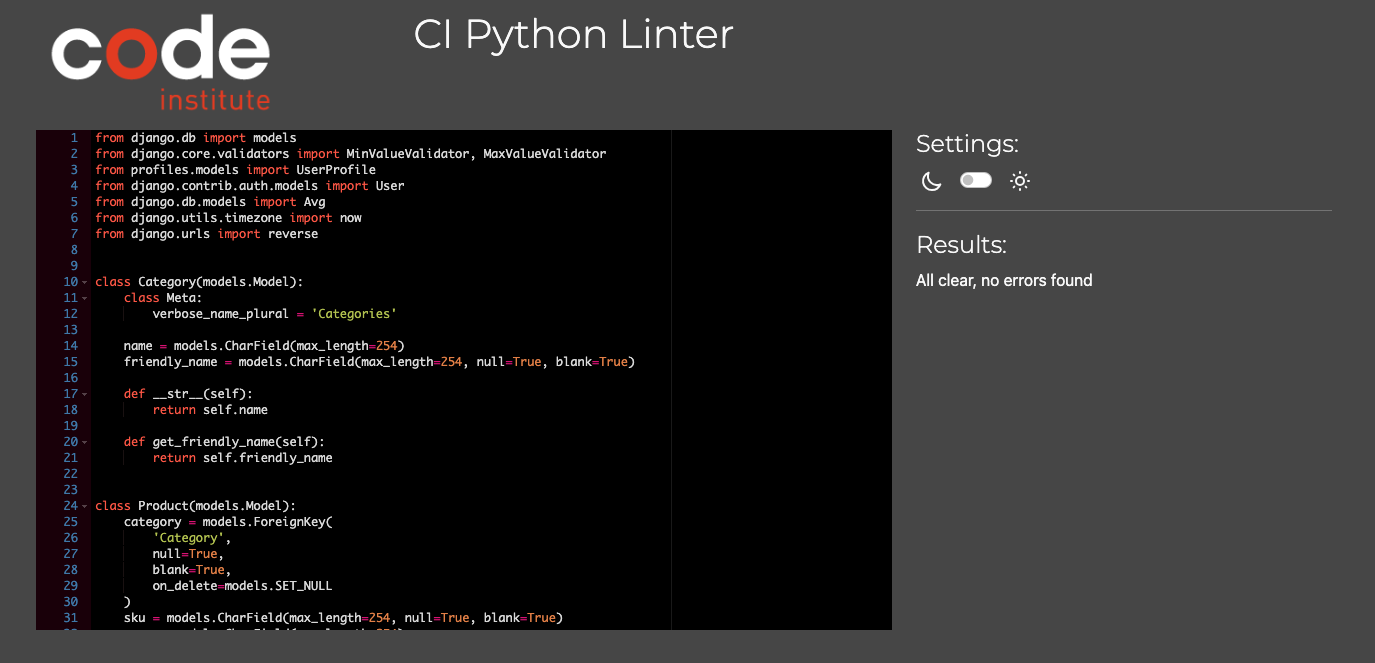 code
institute
CI Python Linter
1 from django.db import models
2 from django.core.validators import MinValueValidator, MaxValueValidator
3 from profiles.models import UserProfile
4 from django.contrib.auth.models import User
5 from django.db.models import Avg
6 from django.utils.timezone import now
7 from django.urls import reverse
8
9
10 class Category(models.Model):
11     class Meta:
12         verbose_name_plural = 'Categories'
13
14     name = models.CharField(max_length=254)
15     friendly_name = models.CharField(max_length=254, null=True, blank=True)
16
17     def __str__(self):
18         return self.name
19
20     def get_friendly_name(self):
21         return self.friendly_name
22
23
24 class Product(models.Model):
25     category = models.ForeignKey(
26         'Category',
27         null=True,
28         blank=True,
29         on_delete=models.SET_NULL
30     )
31     sku = models.CharField(max_length=254, null=True, blank=True)
Settings:
Results:
All clear, no errors found